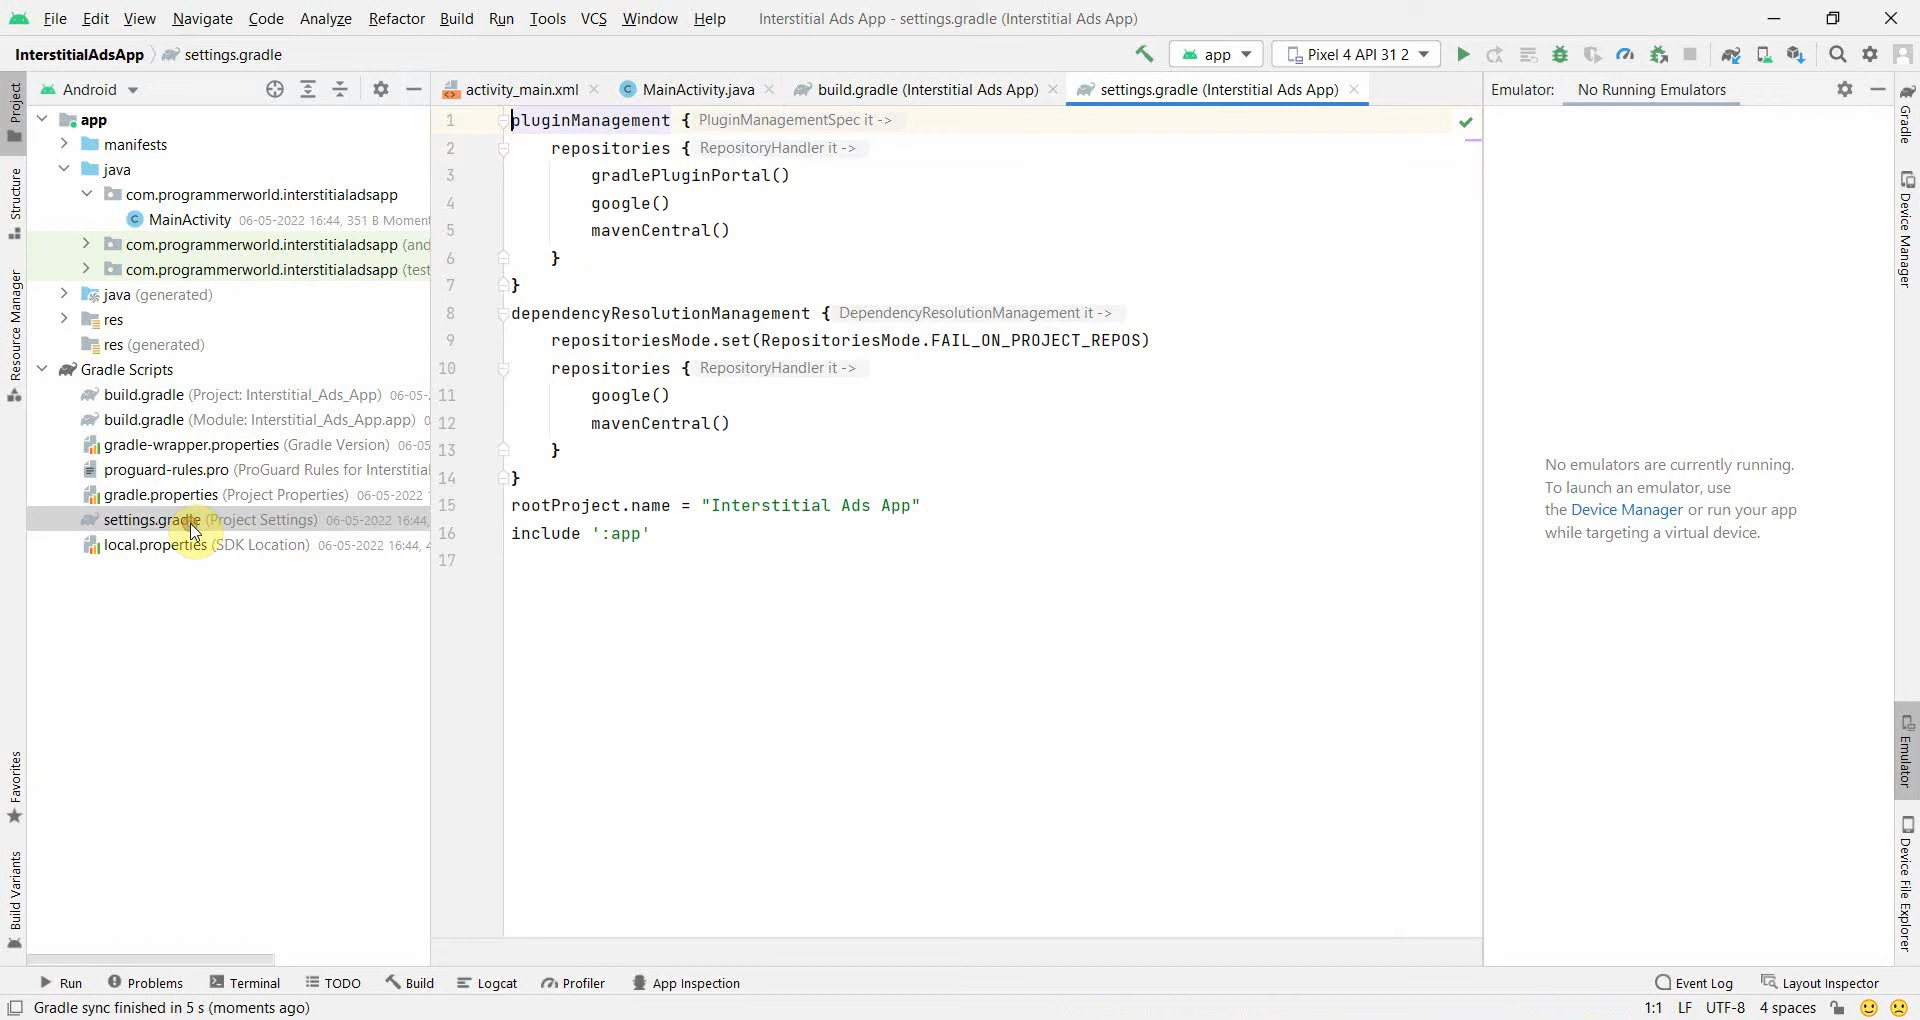 File Edit View Navigate Code Analyze Refactor Build Run Tools VCS Window Help Interstitial Ads App - settings.gradle (Interstitial Ads App)
InterstitialAdsApp settings.gradle app Pixel 4 API 31 2
Android activity_main.xml MainActivity.java build.gradle (Interstitial Ads App) settings.gradle (Interstitial Ads App) Emulator: No Running Emulators
Project
Structure
Resource Manager
Favorites
Build Variants
app
manifests
java
com.programmerworld.interstitialadsapp
MainActivity 06-05-2022 16:44, 351 B Moment
com.programmerworld.interstitialadsapp (and
com.programmerworld.interstitialadsapp (test
java (generated)
res
res (generated)
Gradle Scripts
build.gradle (Project: Interstitial_Ads_App) 06-05-
build.gradle (Module: Interstitial_Ads_App.app)
gradle-wrapper.properties (Gradle Version) 06-05
proguard-rules.pro (ProGuard Rules for Interstitial
gradle.properties (Project Properties) 06-05-2022
settings.gradle (Project Settings) 06-05-2022 16:44,
local.properties (SDK Location) 06-05-2022 16:44, 4
1 pluginManagement { PluginManagementSpec it ->
2 repositories { RepositoryHandler it ->
3 gradlePluginPortal()
4 google()
5 mavenCentral()
6 }
7 }
8 dependencyResolutionManagement { DependencyResolutionManagement it ->
9 repositoriesMode.set(RepositoriesMode.FAIL_ON_PROJECT_REPOS)
10 repositories { RepositoryHandler it ->
11 google()
12 mavenCentral()
13 }
14 }
15 rootProject.name = "Interstitial Ads App"
16 include ':app'
17
No emulators are currently running.
To launch an emulator, use
the Device Manager or run your app
while targeting a virtual device.
Gradle
Device Manager
Emulator
Device File Explorer
Run Problems Terminal TODO Build Logcat Profiler App Inspection Event Log Layout Inspector
Gradle sync finished in 5 s (moments ago) 1:1 LF UTF-8 4 spaces